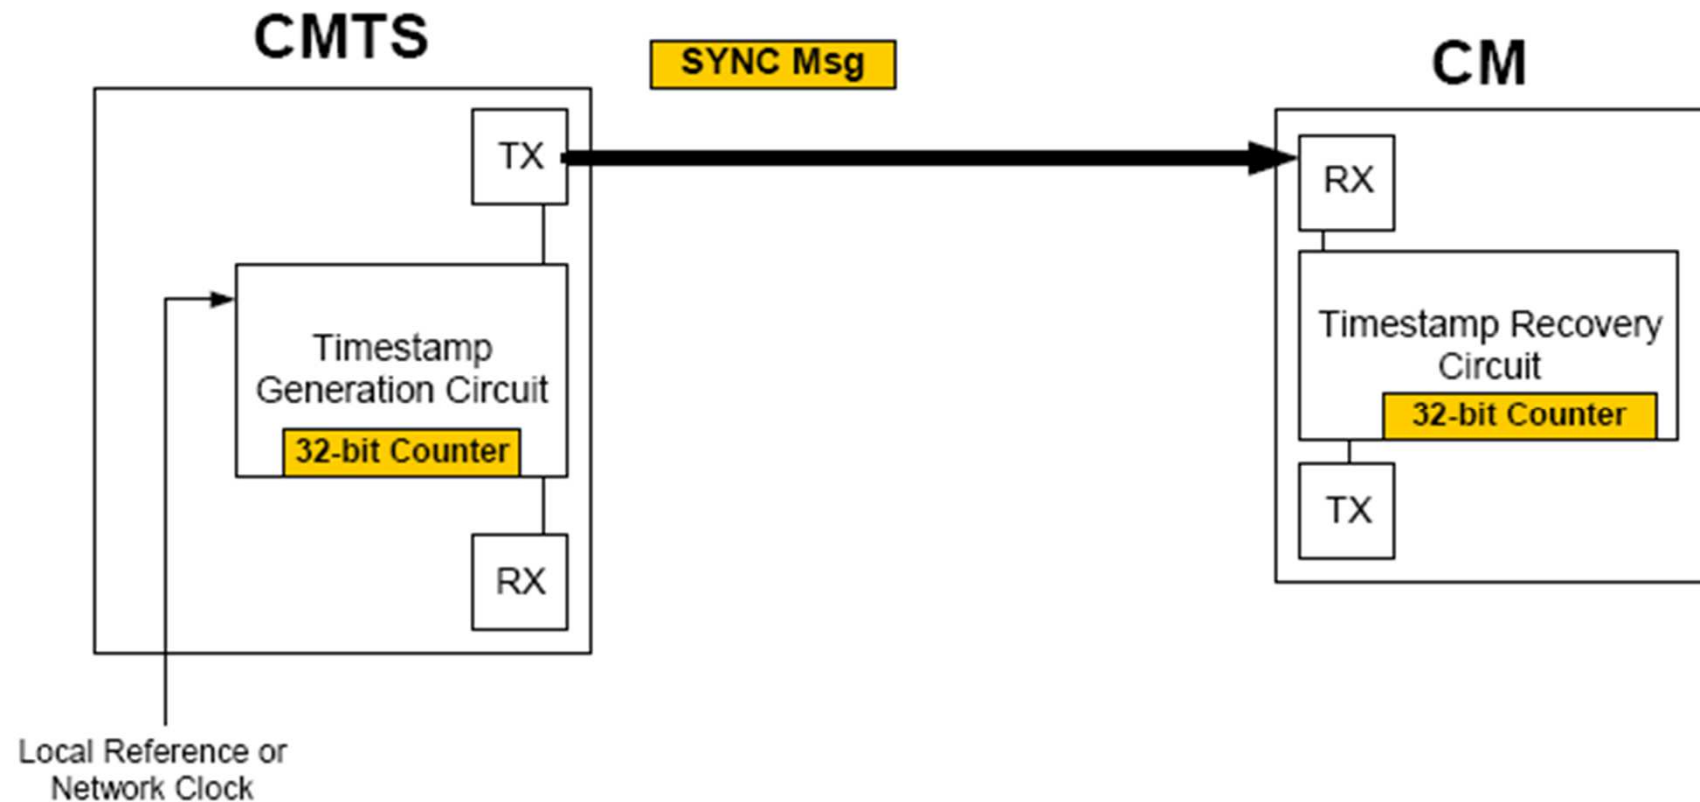 CMTS
SYNC Msg
CM
TX
RX
Timestamp
Generation Circuit
32-bit Counter
Timestamp Recovery
Circuit
32-bit Counter
RX
TX
Local Reference or
Network Clock